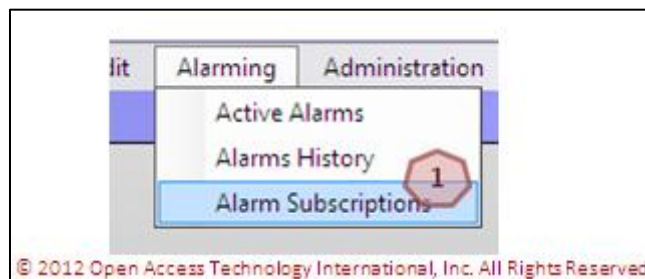 dit Alarming Administration
Active Alarms
Alarms History
1
Alarm Subscriptions
© 2012 Open Access Technology International, Inc. All Rights Reserved